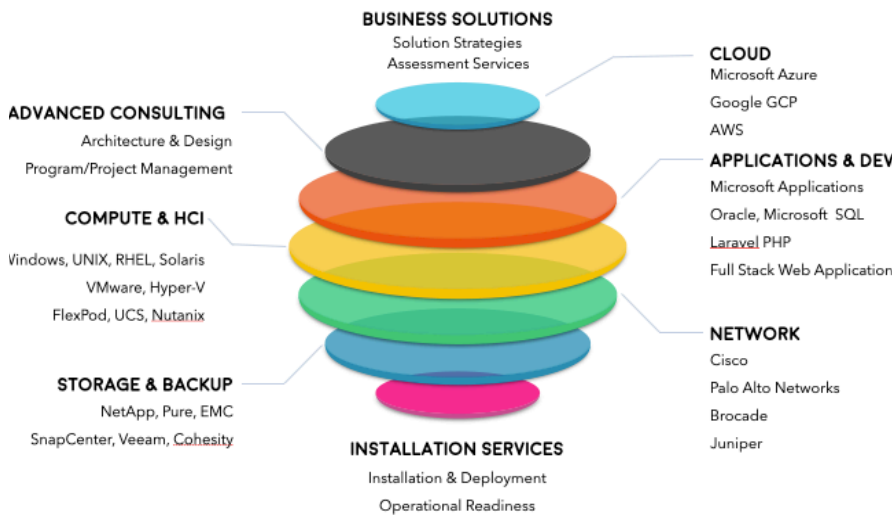 BUSINESS SOLUTIONS
Solution Strategies
Assessment Services
CLOUD
Microsoft Azure
Google GCP
AWS
ADVANCED CONSULTING
Architecture & Design
Program/Project Management
APPLICATIONS & DEV
Microsoft Applications
Oracle, Microsoft SQL
Laravel PHP
Full Stack Web Application
COMPUTE & HCI
Windows, UNIX, RHEL, Solaris
VMware, Hyper-V
FlexPod, UCS, Nutanix
NETWORK
Cisco
Palo Alto Networks
Brocade
Juniper
STORAGE & BACKUP
NetApp, Pure, EMC
SnapCenter, Veeam, Cohesity
INSTALLATION SERVICES
Installation & Deployment
Operational Readiness